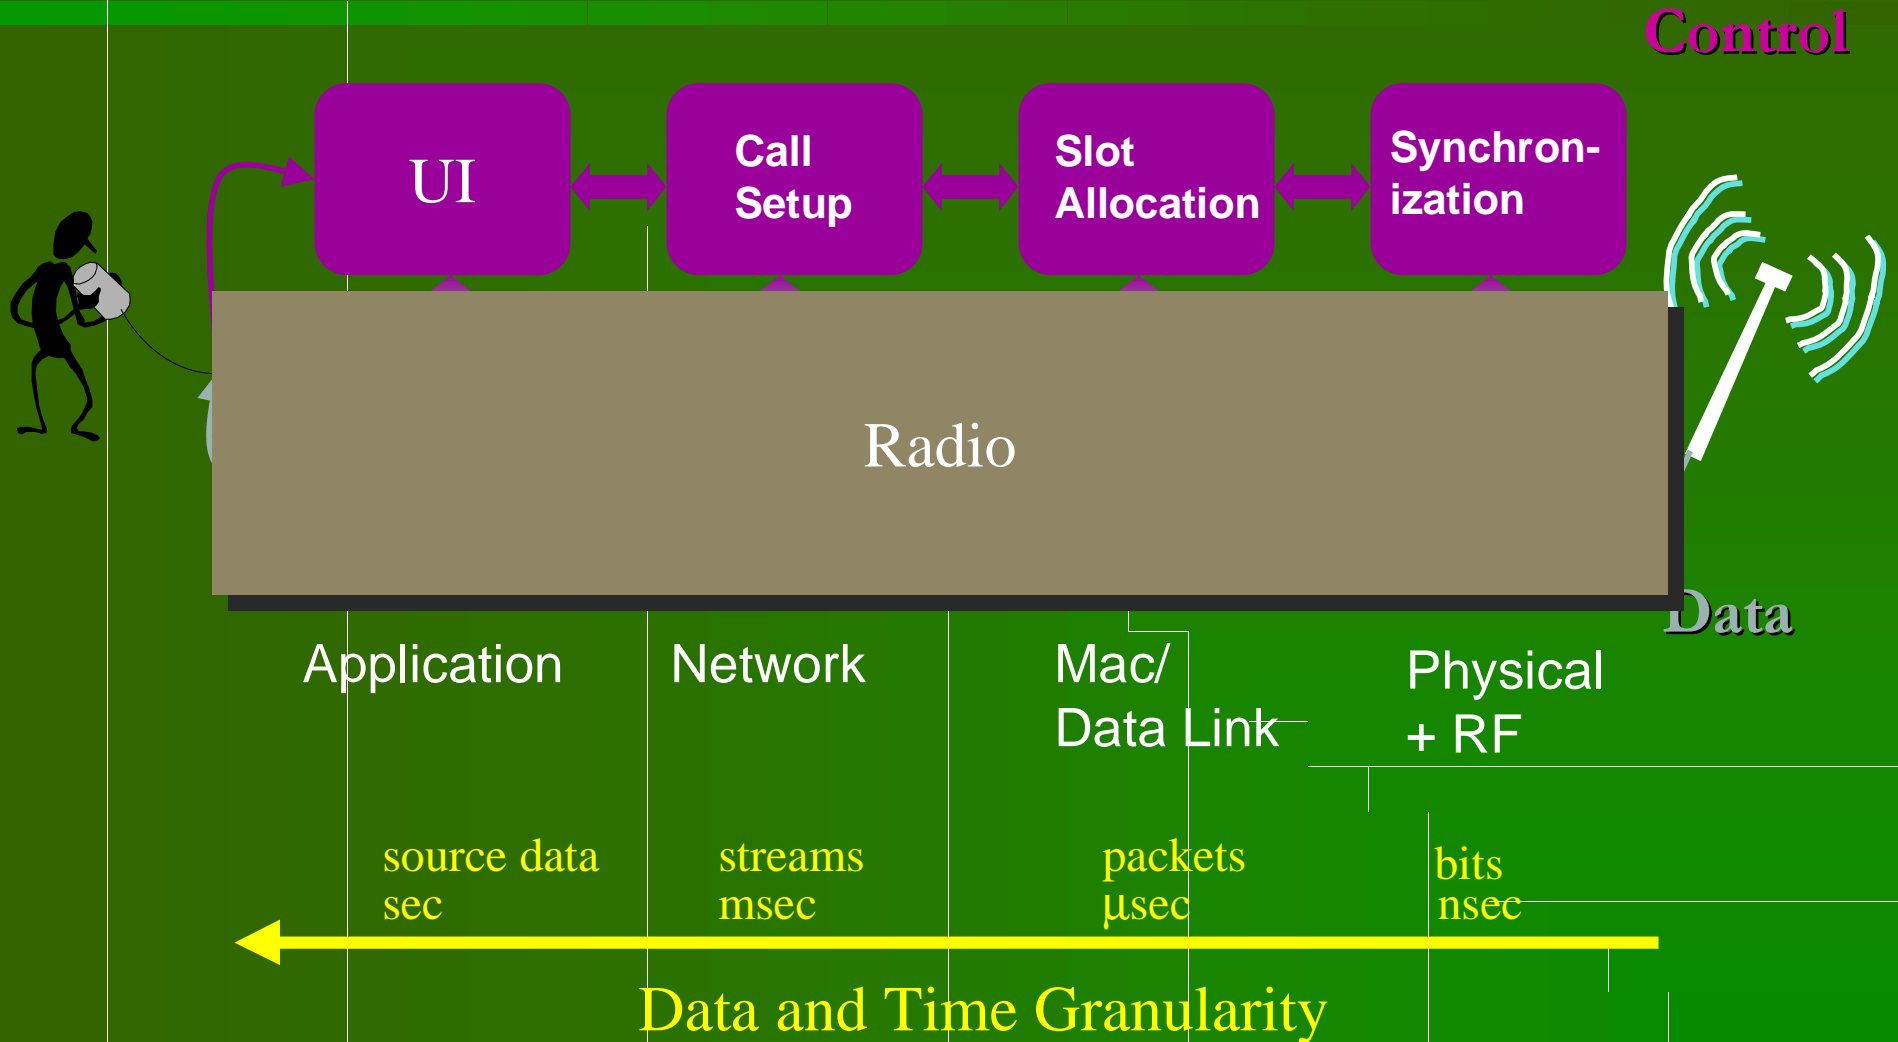 Control
UI
Call
Setup
Slot
Allocation
Synchron-
ization
Radio
Data
Application
Network
Mac/
Data Link
Physical
+ RF
source data
sec
streams
msec
packets
μsec
bits
nsec
Data and Time Granularity